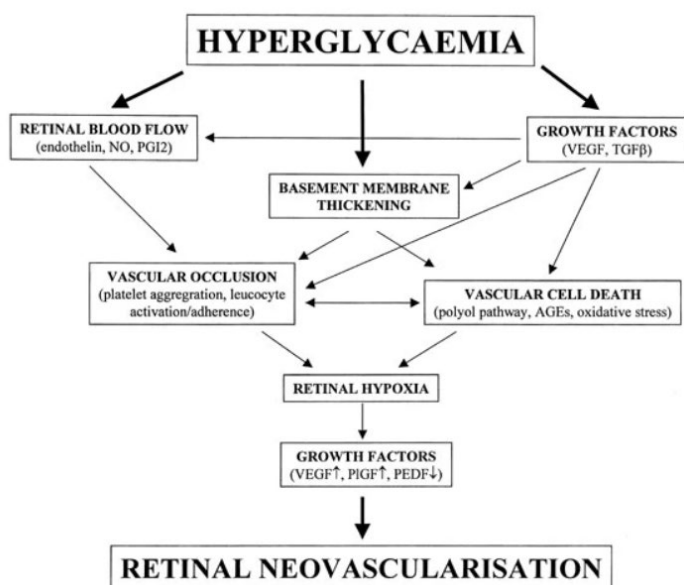 HYPERGLYCAEMIA
RETINAL BLOOD FLOW
(endothelin, NO, PGI2)
GROWTH FACTORS
(VEGF, TGFβ)
BASEMENT MEMBRANE
THICKENING
VASCULAR OCCLUSION
(platelet aggregration, leucocyte
activation/adherence)
VASCULAR CELL DEATH
(polyol pathway, AGEs, oxidative stress)
RETINAL HYPOXIA
GROWTH FACTORS
(VEGF↑, PlGF↑, PEDF↓)
RETINAL NEOVASCULARISATION